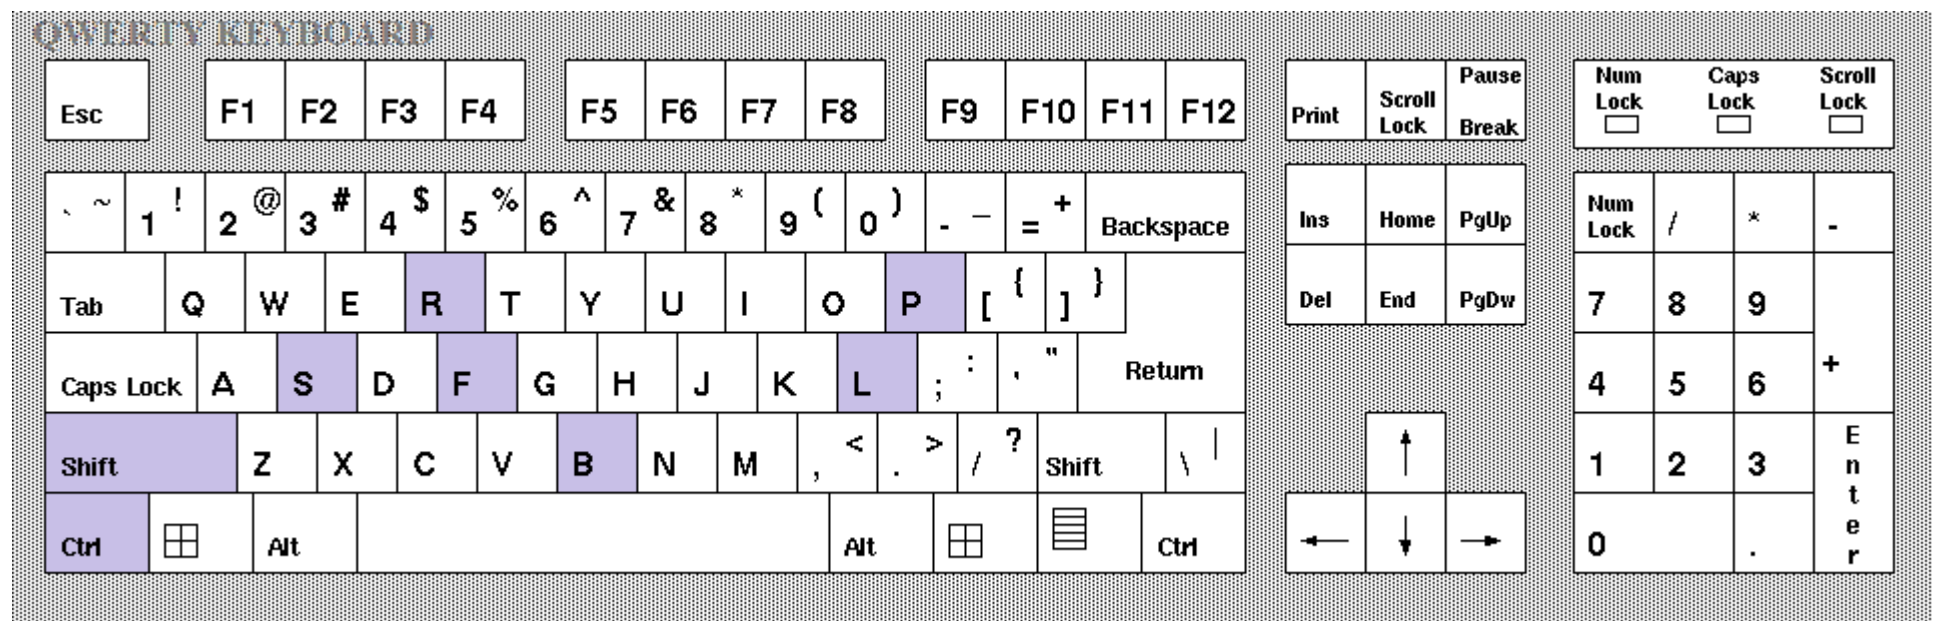 QWERTY KEYBOARD
Esc F1 F2 F3 F4 F5 F6 F7 F8 F9 F10 F11 F12 Print Scroll Lock Pause Break Num Lock Caps Lock Scroll Lock
` ~ 1 ! 2 @ 3 # 4 $ 5 % 6 ^ 7 & 8 * 9 ( 0 ) - _ = + Backspace Ins Home PgUp Num Lock / * -
Tab Q W E R T Y U I O P [ { ] } Del End PgDw 7 8 9 +
Caps Lock A S D F G H J K L ; : ' " Return 4 5 6
Shift Z X C V B N M , < . > / ? Shift \ | ↑ 1 2 3 Enter
Ctrl Alt Alt Ctrl ← ↓ → 0 .